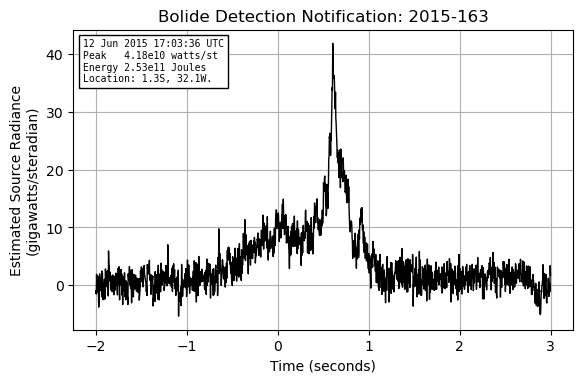 Bolide Detection Notification: 2015-163
12 Jun 2015 17:03:36 UTC
Peak   4.18e10 watts/st
Energy 2.53e11 Joules
Location: 1.3S, 32.1W.
Estimated Source Radiance
(gigawatts/steradian)
40
30
20
10
0
−2
−1
0
1
2
3
Time (seconds)